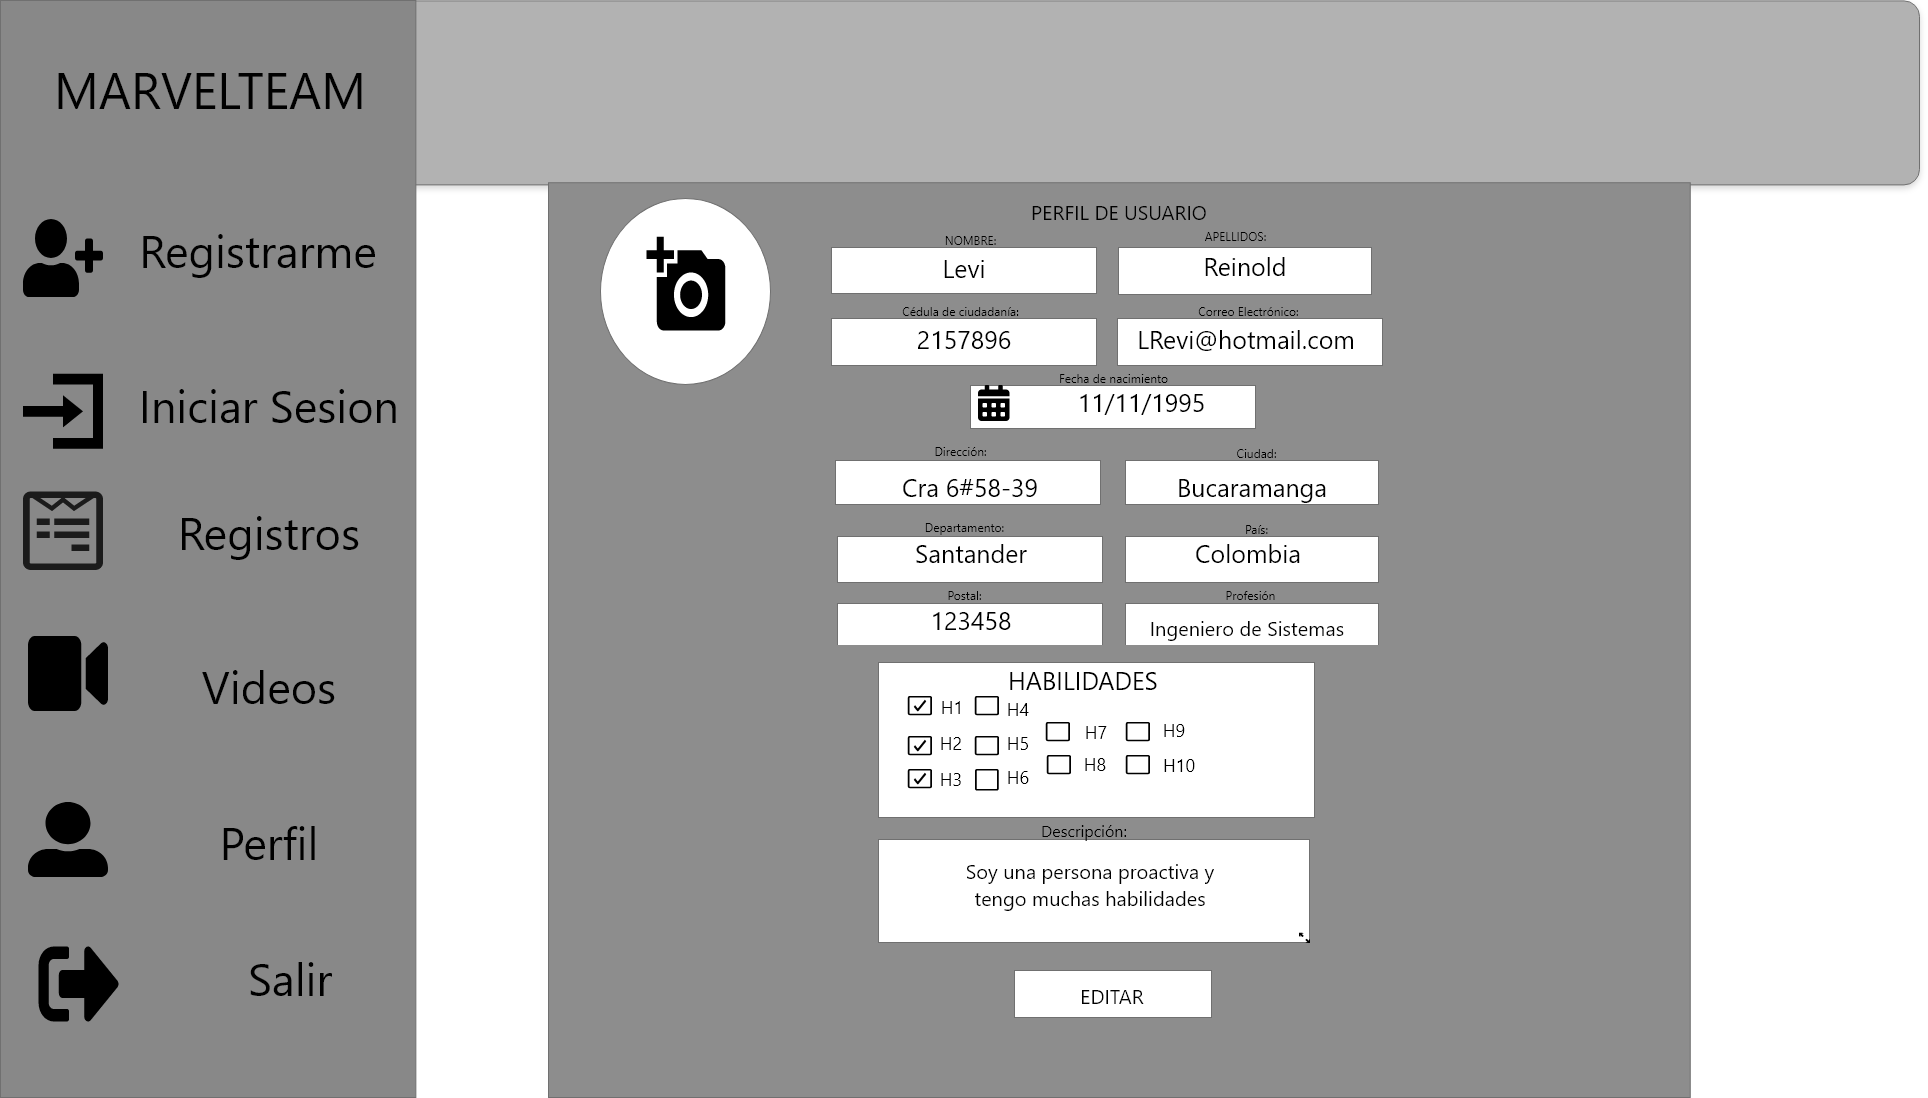 MARVELTEAM
Registrarme
Iniciar Sesion
Registros
Videos
Perfil
Salir
PERFIL DE USUARIO
NOMBRE: APELLIDOS:
Levi Reinold
Cédula de ciudadanía: Correo Electrónico:
2157896 LRevi@hotmail.com
Fecha de nacimiento
11/11/1995
Dirección: Ciudad:
Cra 6#58-39 Bucaramanga
Departamento: País:
Santander Colombia
Postal: Profesión
123458 Ingeniero de Sistemas
HABILIDADES
H1 H4
H7 H9
H2 H5
H8 H10
H3 H6
Descripción:
Soy una persona proactiva y
tengo muchas habilidades
EDITAR